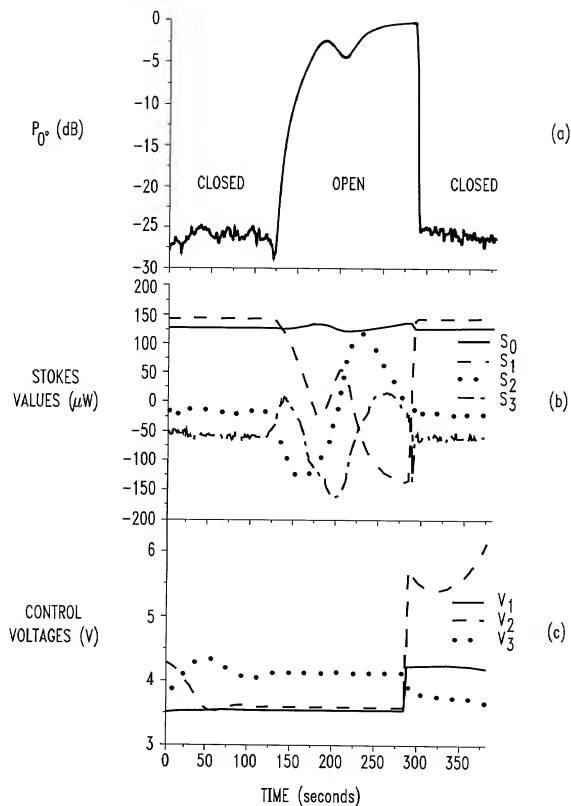 0
-5
-10
P0° (dB)
(a)
-15
-20
CLOSED OPEN CLOSED
-25
-30
200
150
100
S0
50
S1
STOKES
0
S2
VALUES (μW)
(b)
S3
-50
-100
-150
-200
6
CONTROL
V1
5
V2
VOLTAGES (V)
V3
(c)
4
3
0 50 100 150 200 250 300 350
TIME (seconds)